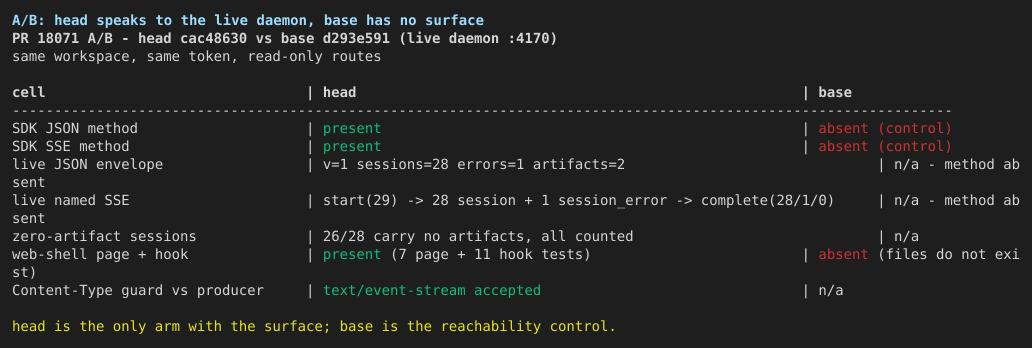 A/B: head speaks to the live daemon, base has no surface
PR 18071 A/B - head cac48630 vs base d293e591 (live daemon :4170)
same workspace, same token, read-only routes
cell | head | base
------------------------------------------------------------------------------------------------------------------
SDK JSON method | present | absent (control)
SDK SSE method | present | absent (control)
live JSON envelope | v=1 sessions=28 errors=1 artifacts=2 | n/a - method ab
sent
live named SSE | start(29) -> 28 session + 1 session_error -> complete(28/1/0) | n/a - method ab
sent
zero-artifact sessions | 26/28 carry no artifacts, all counted | n/a
web-shell page + hook | present (7 page + 11 hook tests) | absent (files do not exi
st)
Content-Type guard vs producer | text/event-stream accepted | n/a
head is the only arm with the surface; base is the reachability control.